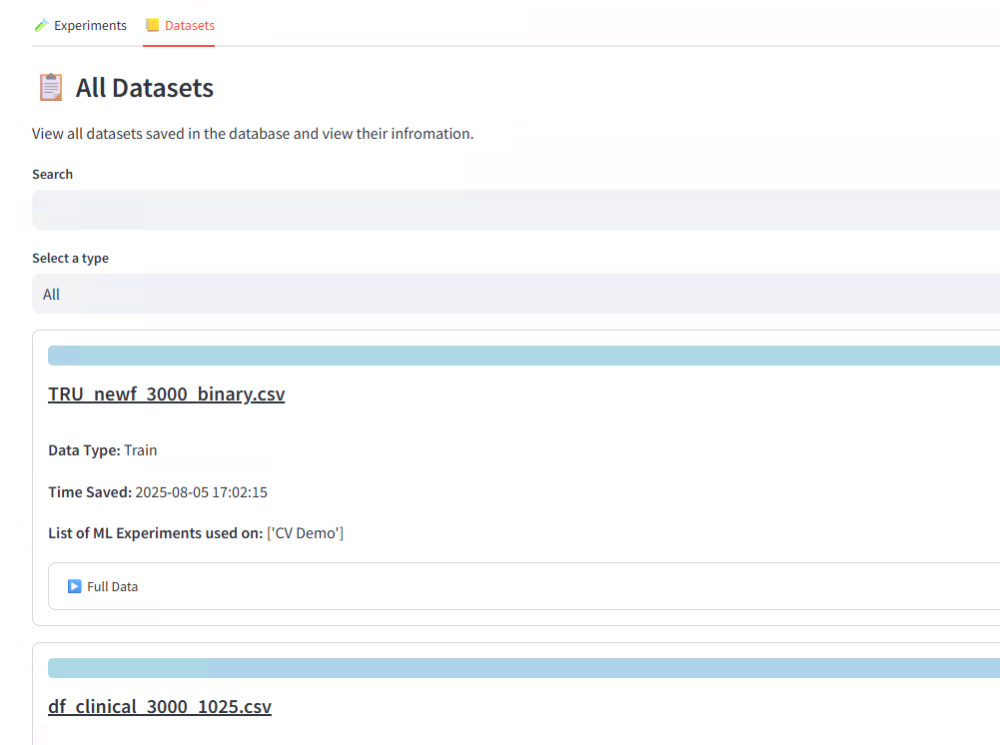 Experiments Datasets
All Datasets
View all datasets saved in the database and view their infromation.
Search
Select a type
All
TRU_newf_3000_binary.csv
Data Type: Train
Time Saved: 2025-08-05 17:02:15
List of ML Experiments used on: ['CV Demo']
Full Data
df_clinical_3000_1025.csv